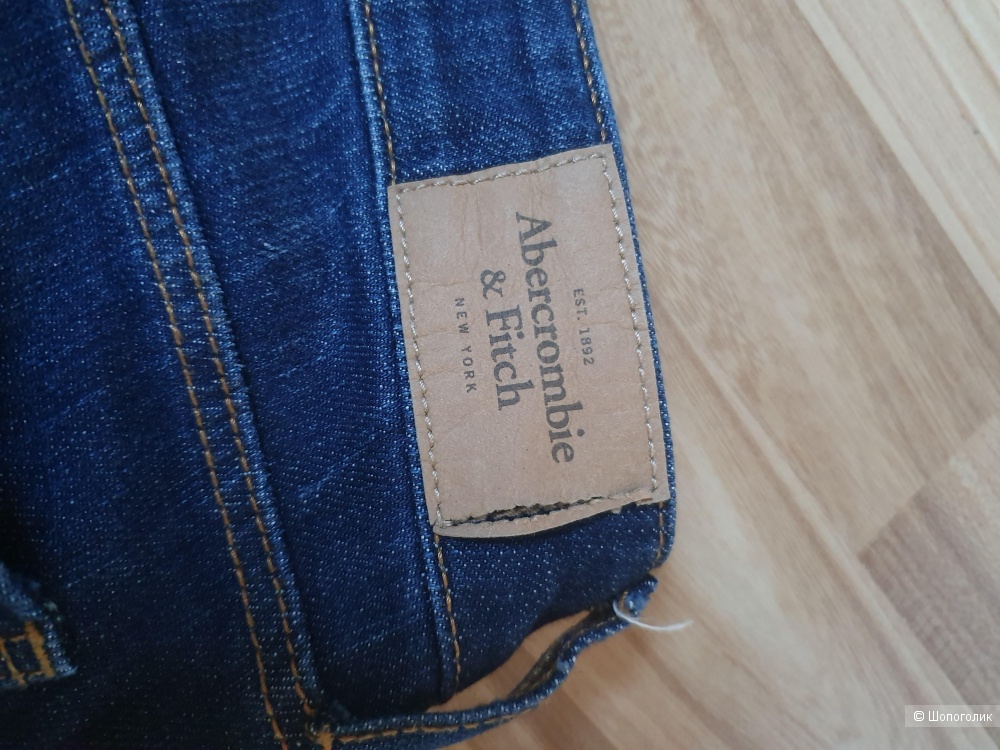 EST. 1892
Abercrombie
& Fitch
NEW YORK
© Шопоголик